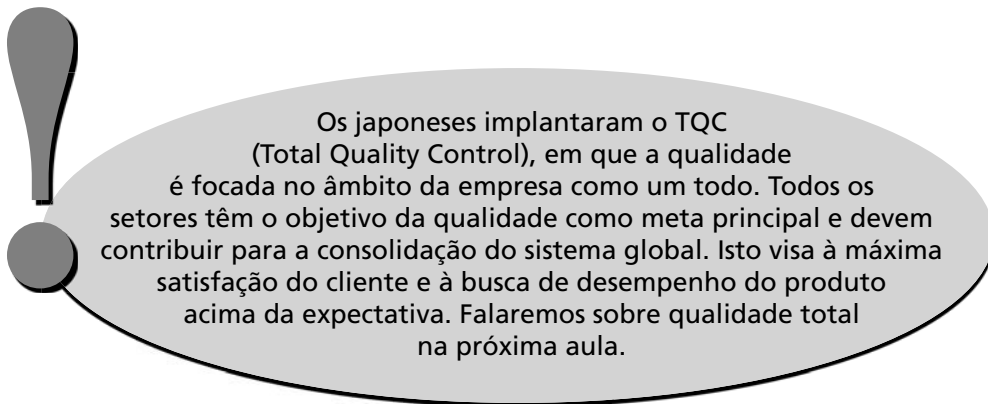 Os japoneses implantaram o TQC
(Total Quality Control), em que a qualidade
é focada no âmbito da empresa como um todo. Todos os
setores têm o objetivo da qualidade como meta principal e devem
contribuir para a consolidação do sistema global. Isto visa à máxima
satisfação do cliente e à busca de desempenho do produto
acima da expectativa. Falaremos sobre qualidade total
na próxima aula.